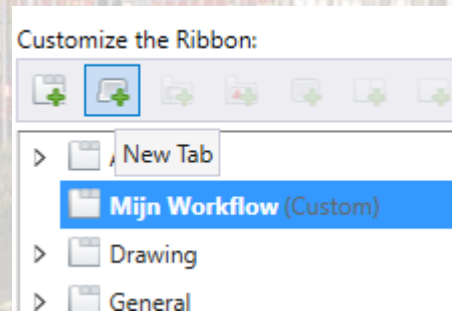 Customize the Ribbon:
New Tab
Mijn Workflow (Custom)
Drawing
General